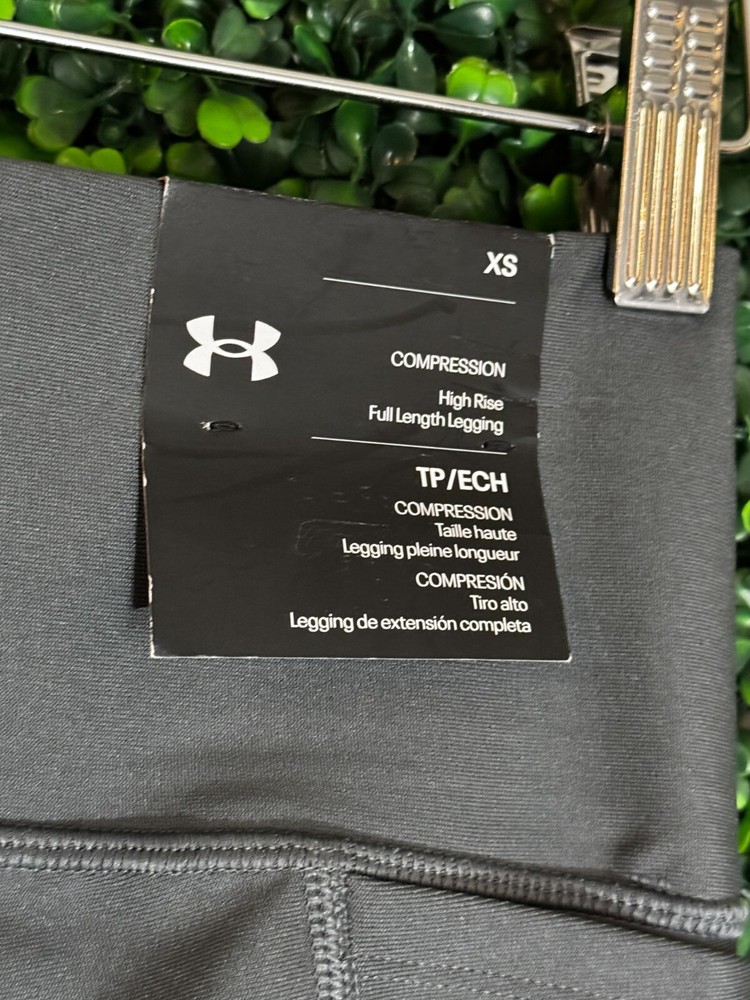 XS
COMPRESSION
High Rise
Full Length Legging
TP/ECH
COMPRESSION
Taille haute
Legging pleine longueur
COMPRESIÓN
Tiro alto
Legging de extensión completa